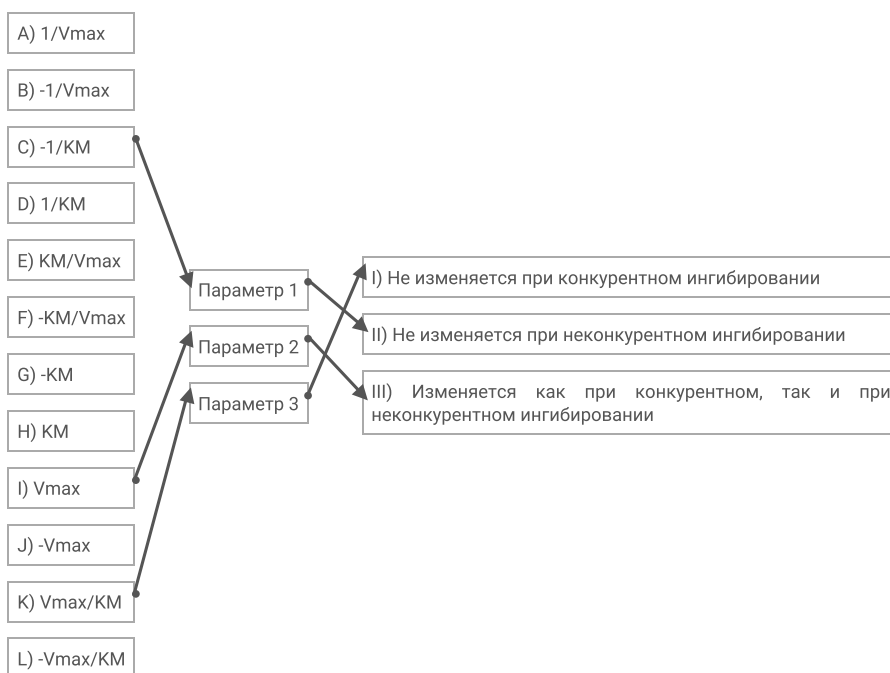 A) 1/Vmax
B) -1/Vmax
C) -1/KM
D) 1/KM
E) KM/Vmax
F) -KM/Vmax
G) -KM
H) KM
I) Vmax
J) -Vmax
K) Vmax/KM
L) -Vmax/KM
Параметр 1
Параметр 2
Параметр 3
I) Не изменяется при конкурентном ингибировании
II) Не изменяется при неконкурентном ингибировании
III) Изменяется как при конкурентном, так и при
неконкурентном ингибировании